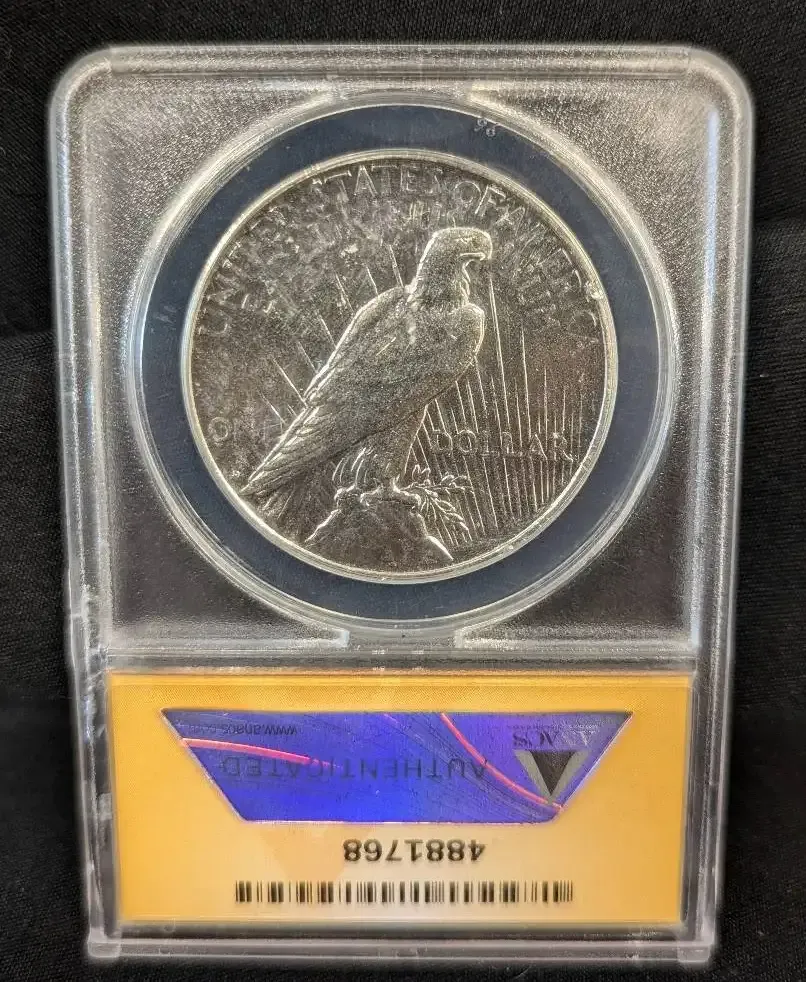 UNITED STATES OF AMERICA
ONE DOLLAR
ANACS
www.anacs.com
AUTHENTICATED
4881768